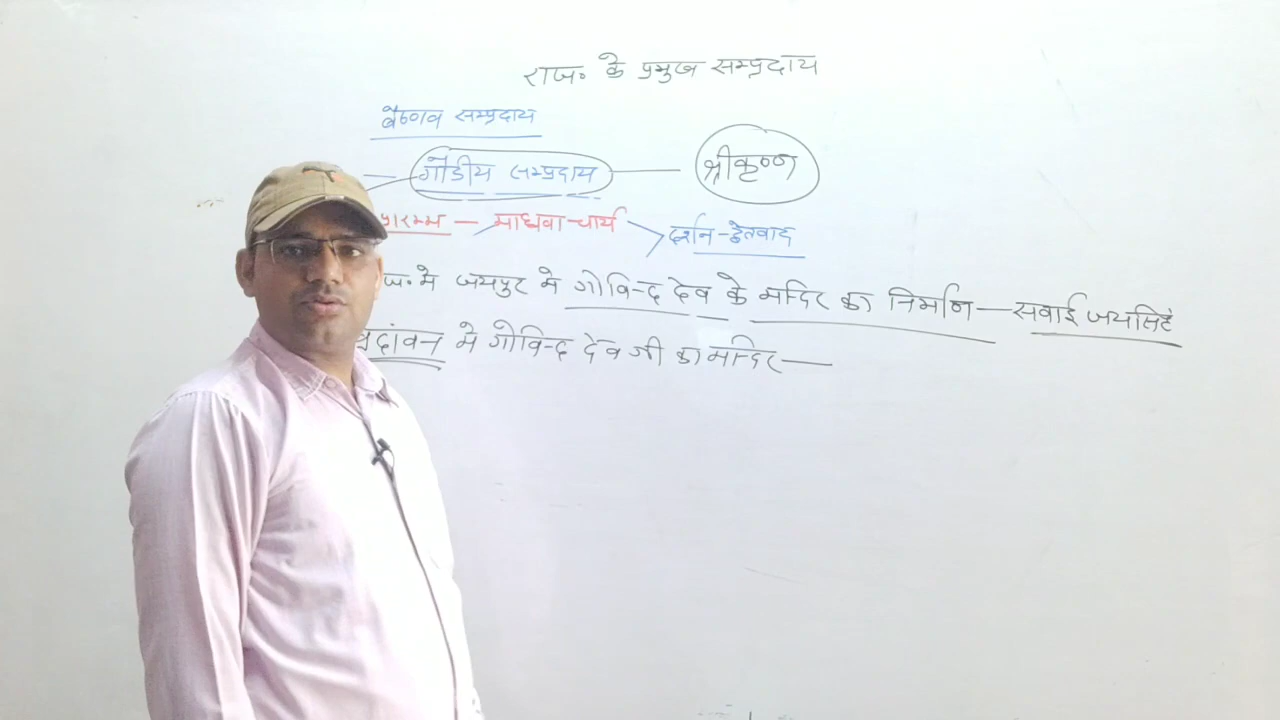 राज० के प्रमुख सम्प्रदाय
वैष्णव सम्प्रदाय
गौडीय सम्प्रदाय — श्रीकृष्ण
प्रारम्भ — माधवाचार्य दर्शन - द्वैतवाद
ज० मे जयपुर मे गोविन्द देव के मन्दिर का निर्माण — सवाई जयसिंह
व्रदांवन मे गोविन्द देव जी का मन्दिर —